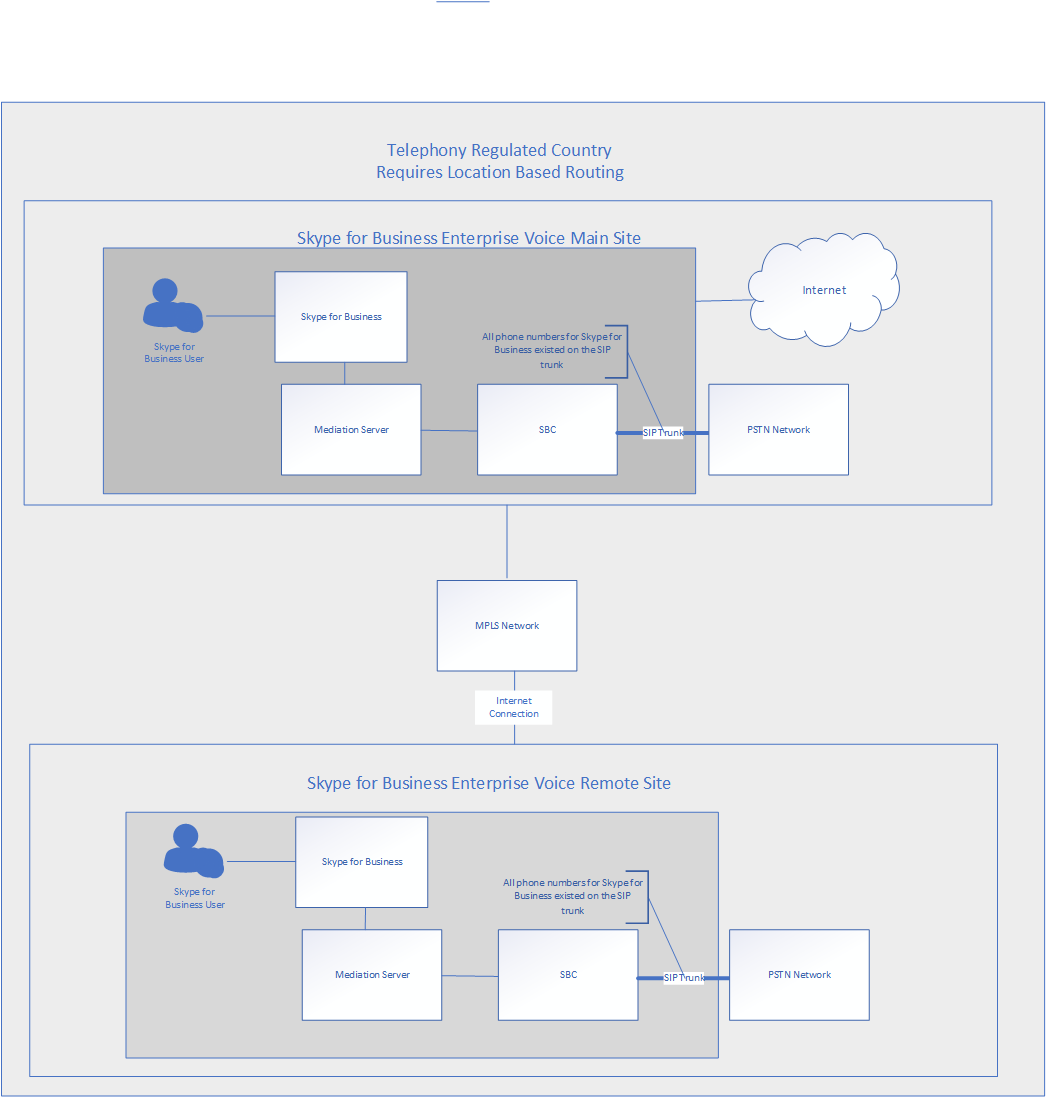 Telephony Regulated Country
Requires Location Based Routing
Skype for Business Enterprise Voice Main Site
Internet
Skype for Business
Skype for
Business User
All phone numbers for Skype for
Business existed on the SIP
trunk
Mediation Server
SBC
SIP Trunk
PSTN Network
MPLS Network
Internet
Connection
Skype for Business Enterprise Voice Remote Site
Skype for Business
Skype for
Business User
All phone numbers for Skype for
Business existed on the SIP
trunk
Mediation Server
SBC
SIP Trunk
PSTN Network